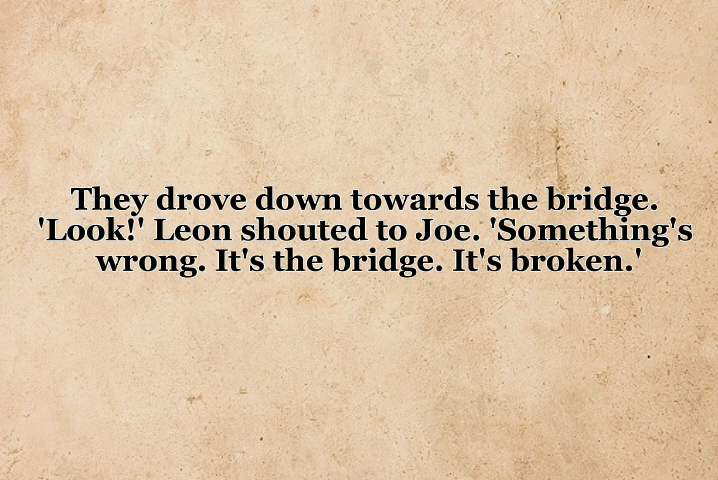 They drove down towards the bridge.
'Look!' Leon shouted to Joe. 'Something's
wrong. It's the bridge. It's broken.'